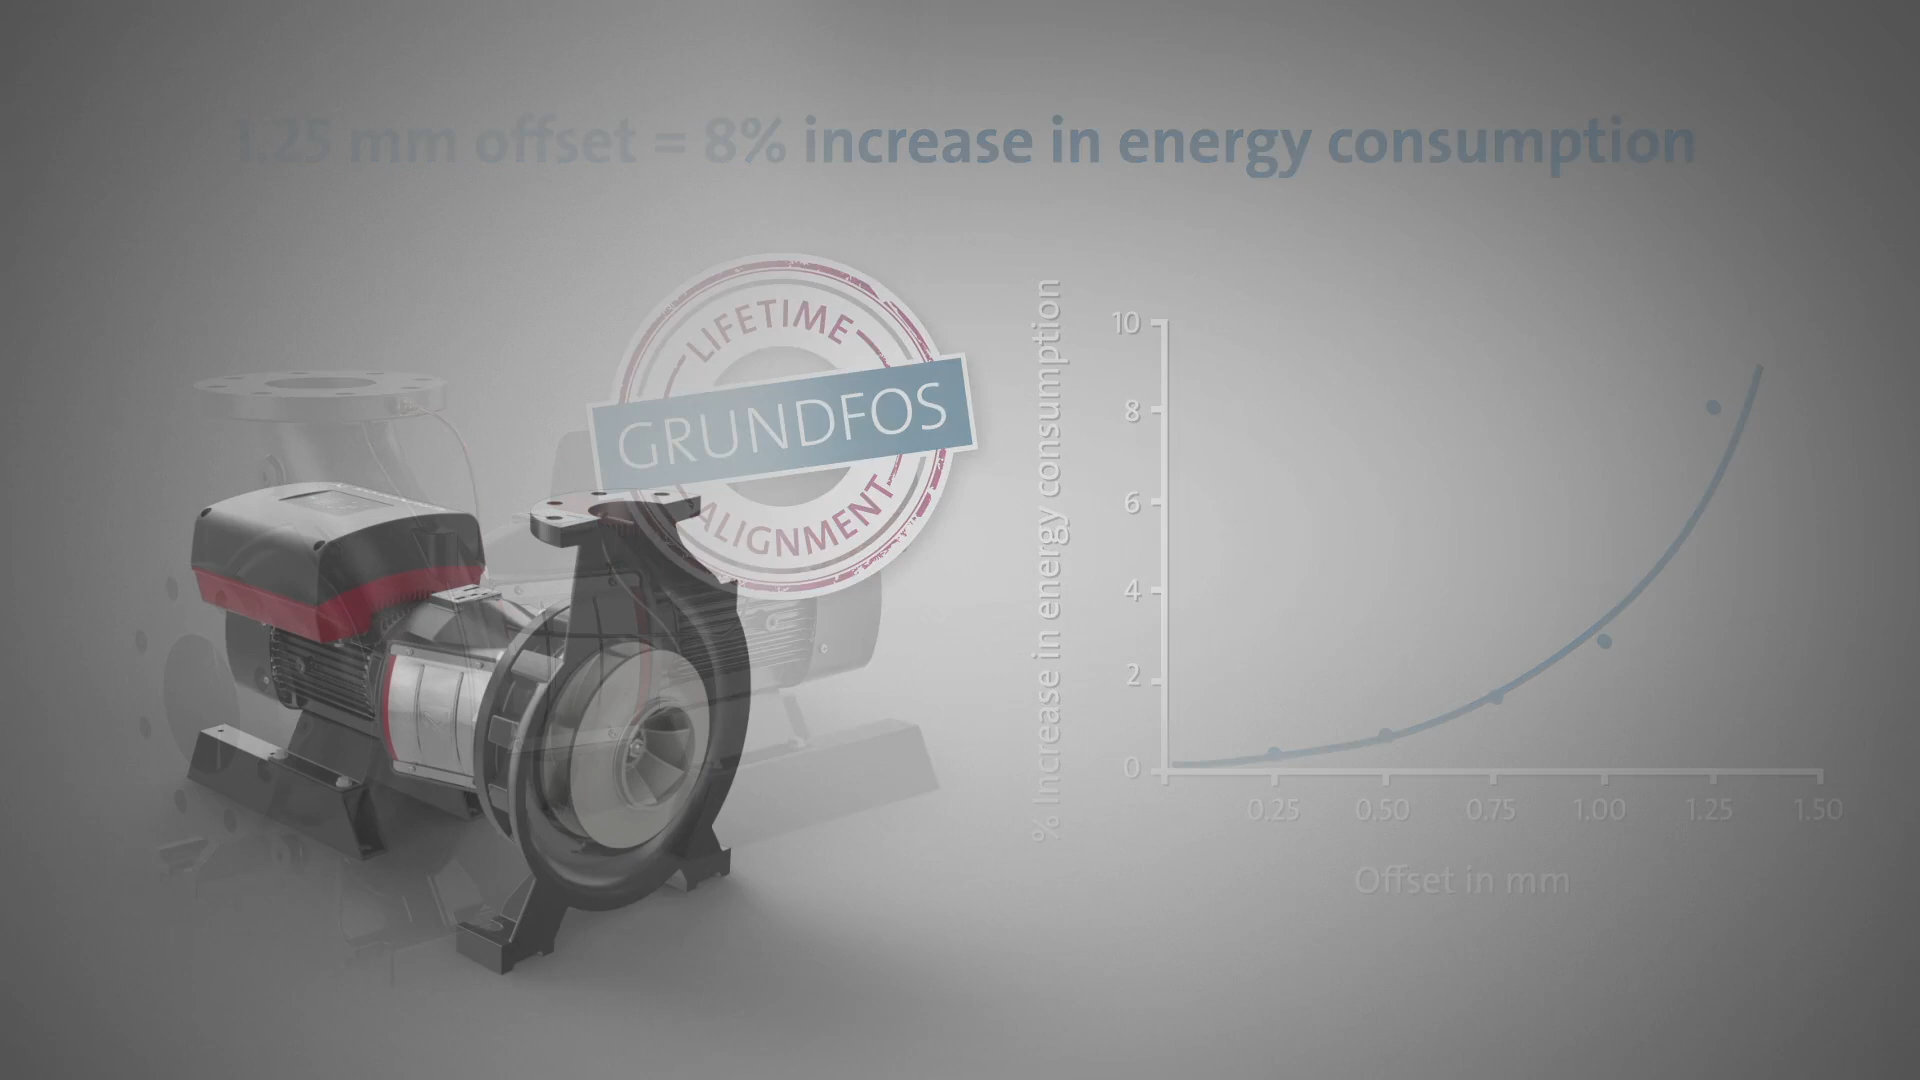 1.25 mm offset = 8% increase in energy consumption
LIFETIME
GRUNDFOS
ALIGNMENT
% Increase in energy consumption
10
8
6
4
2
0
0.25 0.50 0.75 1.00 1.25 1.50
Offset in mm